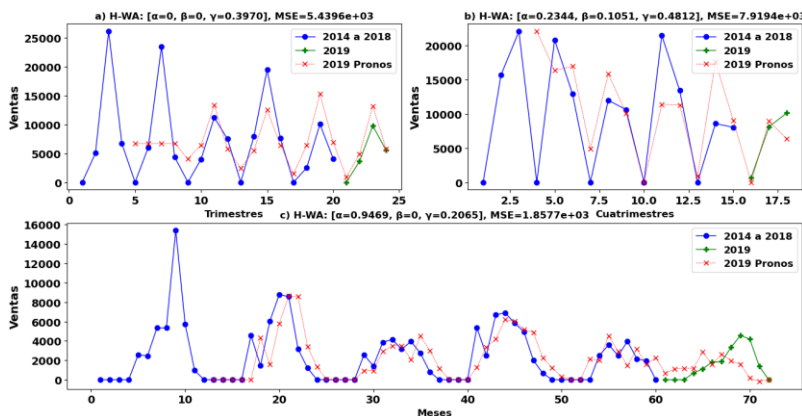 a) H-WA: [α=0, β=0, γ=0.3970], MSE=5.4396e+03
Ventas
25000
20000
15000
10000
5000
0
0 5 10 15 20 25
Trimestres
2014 a 2018
2019
2019 Pronos
b) H-WA: [α=0.2344, β=0.1051, γ=0.4812], MSE=7.9194e+03
Ventas
20000
15000
10000
5000
0
2.5 5.0 7.5 10.0 12.5 15.0 17.5
Cuatrimestres
2014 a 2018
2019
2019 Pronos
c) H-WA: [α=0.9469, β=0, γ=0.2065], MSE=1.8577e+03
Ventas
16000
14000
12000
10000
8000
6000
4000
2000
0
0 10 20 30 40 50 60 70
Meses
2014 a 2018
2019
2019 Pronos